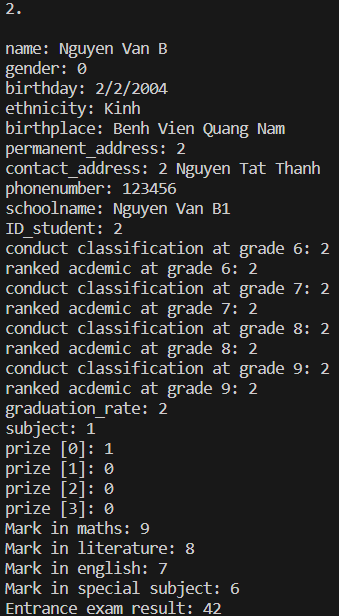 2.
name: Nguyen Van B
gender: 0
birthday: 2/2/2004
ethnicity: Kinh
birthplace: Benh Vien Quang Nam
permanent_address: 2
contact_address: 2 Nguyen Tat Thanh
phonenumber: 123456
schoolname: Nguyen Van B1
ID_student: 2
conduct classification at grade 6: 2
ranked acdemic at grade 6: 2
conduct classification at grade 7: 2
ranked acdemic at grade 7: 2
conduct classification at grade 8: 2
ranked acdemic at grade 8: 2
conduct classification at grade 9: 2
ranked acdemic at grade 9: 2
graduation_rate: 2
subject: 1
prize [0]: 1
prize [1]: 0
prize [2]: 0
prize [3]: 0
Mark in maths: 9
Mark in literature: 8
Mark in english: 7
Mark in special subject: 6
Entrance exam result: 42